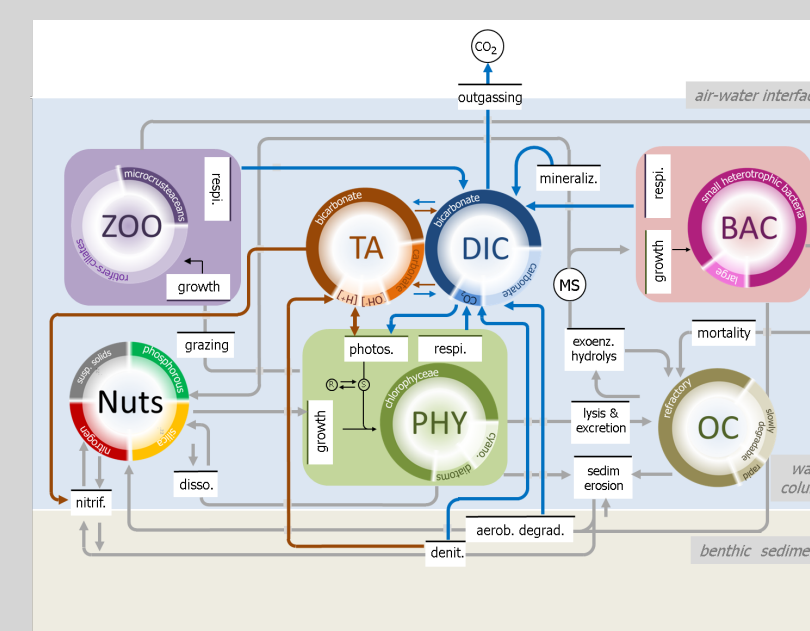 CO2
outgassing
air-water interfac
microcrusteaceans
ZOO
rotifers-ciliates
respi.
growth
bicarbonate
TA
carbonate
[OH-]
[H+]
bicarbonate
DIC
carbonate
CO2
mineraliz.
respi.
growth
small heterotrophic bacteria
BAC
large
MS
grazing
photos.
respi.
exoenz.
hydrolys
mortality
susp. solids
phosphorous
Nuts
nitrogen
silica
R
S
chlorophyceae
PHY
cyano.
diatoms
growth
lysis &
excretion
refractory
OC
slowly
degradable
rapid
sedim
erosion
wa
colu
disso.
nitrif.
aerob. degrad.
denit.
benthic sedime